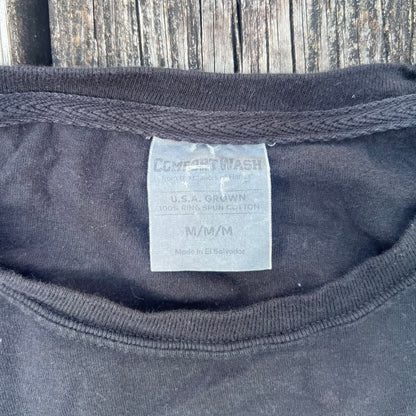 COMFORT WASH
U.S.A. GROWN
100% RING SPUN COTTON
M/M/M
Made in El Salvador